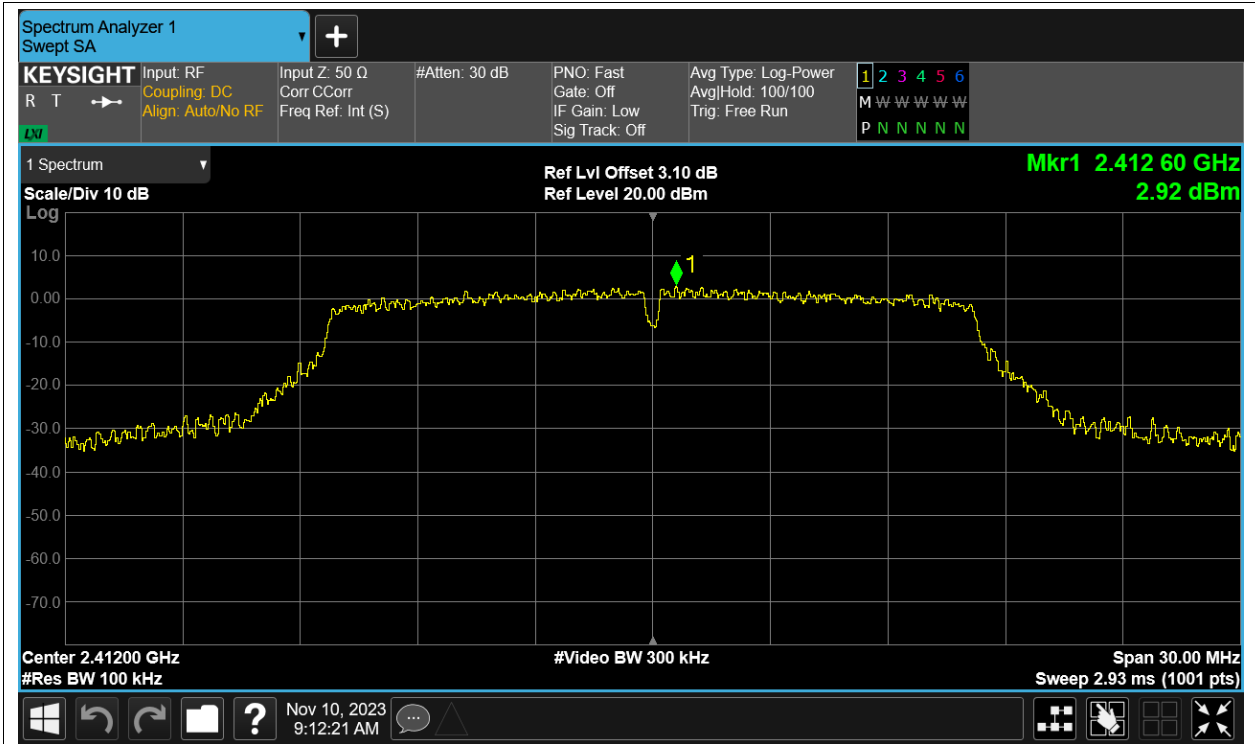 Spectrum Analyzer 1
Swept SA
KEYSIGHT
R T
LXI
Input: RF
Coupling: DC
Align: Auto/No RF
Input Z: 50 Ω
Corr CCorr
Freq Ref: Int (S)
#Atten: 30 dB
PNO: Fast
Gate: Off
IF Gain: Low
Sig Track: Off
Avg Type: Log-Power
Avg|Hold: 100/100
Trig: Free Run
1 2 3 4 5 6
M W W W W W
P N N N N N
1 Spectrum
Scale/Div 10 dB
Log
Ref Lvl Offset 3.10 dB
Ref Level 20.00 dBm
Mkr1 2.412 60 GHz
2.92 dBm
1
10.0
0.00
-10.0
-20.0
-30.0
-40.0
-50.0
-60.0
-70.0
Center 2.41200 GHz
#Res BW 100 kHz
#Video BW 300 kHz
Span 30.00 MHz
Sweep 2.93 ms (1001 pts)
?
Nov 10, 2023
9:12:21 AM